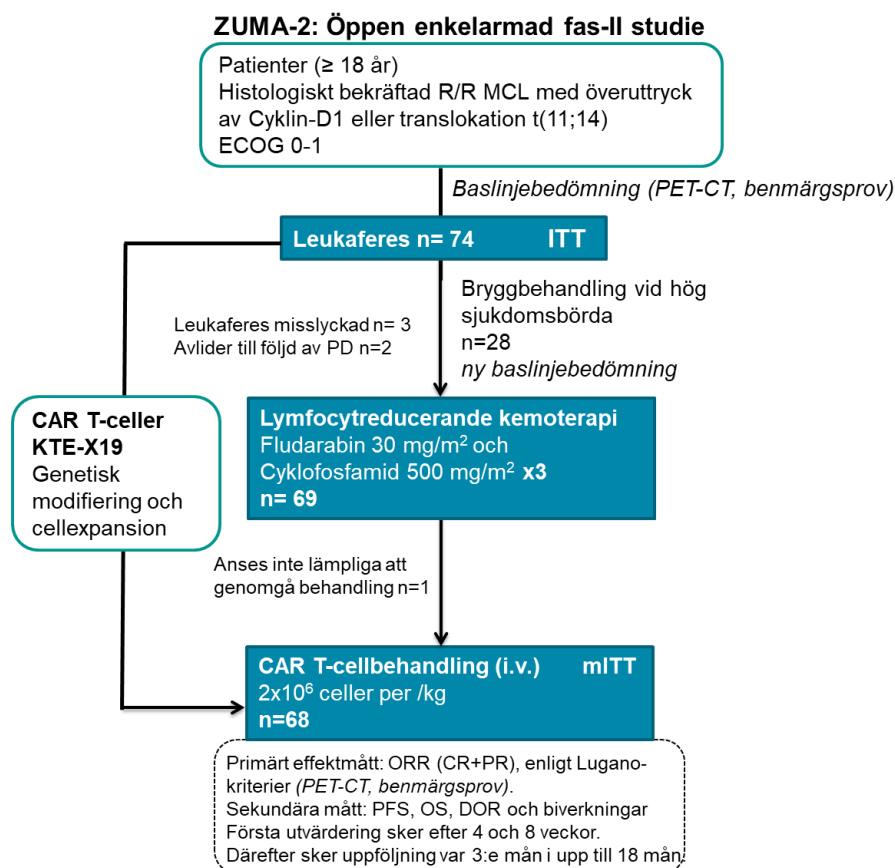 ZUMA-2: Öppen enkelarmad fas-II studie
Patienter (≥ 18 år)
Histologiskt bekräftad R/R MCL med överuttryck
av Cyklin-D1 eller translokation t(11;14)
ECOG 0-1
Baslinjebedömning (PET-CT, benmärgsprov)
Leukaferes n= 74 ITT
Bryggbehandling vid hög
sjukdomsbörda
n=28
ny baslinjebedömning
Leukaferes misslyckad n= 3
Avlider till följd av PD n=2
CAR T-celler
KTE-X19
Genetisk
modifiering och
cellexpansion
Lymfocytreducerande kemoterapi
Fludarabin 30 mg/m² och
Cyklofosfamid 500 mg/m² x3
n= 69
Anses inte lämpliga att
genomgå behandling n=1
CAR T-cellbehandling (i.v.) mITT
2x10⁶ celler per /kg
n=68
Primärt effektmått: ORR (CR+PR), enligt Lugano-
kriterier (PET-CT, benmärgsprov).
Sekundära mått: PFS, OS, DOR och biverkningar
Första utvärdering sker efter 4 och 8 veckor.
Därefter sker uppföljning var 3:e mån i upp till 18 mån.